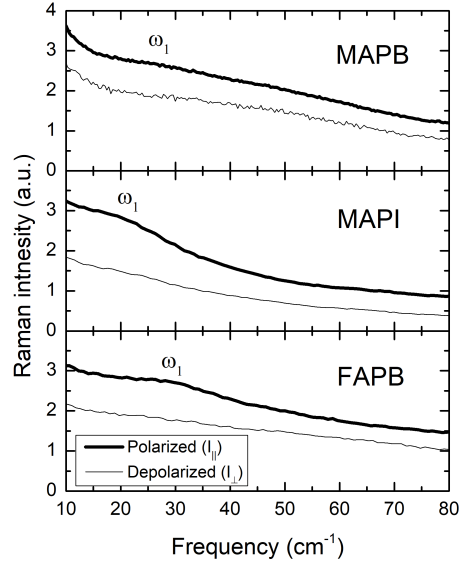 4
3
2
1
0
ω1
MAPB
Raman intnesity (a.u.)
3
2
1
0
ω1
MAPI
3
2
1
0
ω1
FAPB
Polarized (I||)
Depolarized (I⊥)
10 20 30 40 50 60 70 80
Frequency (cm-1)